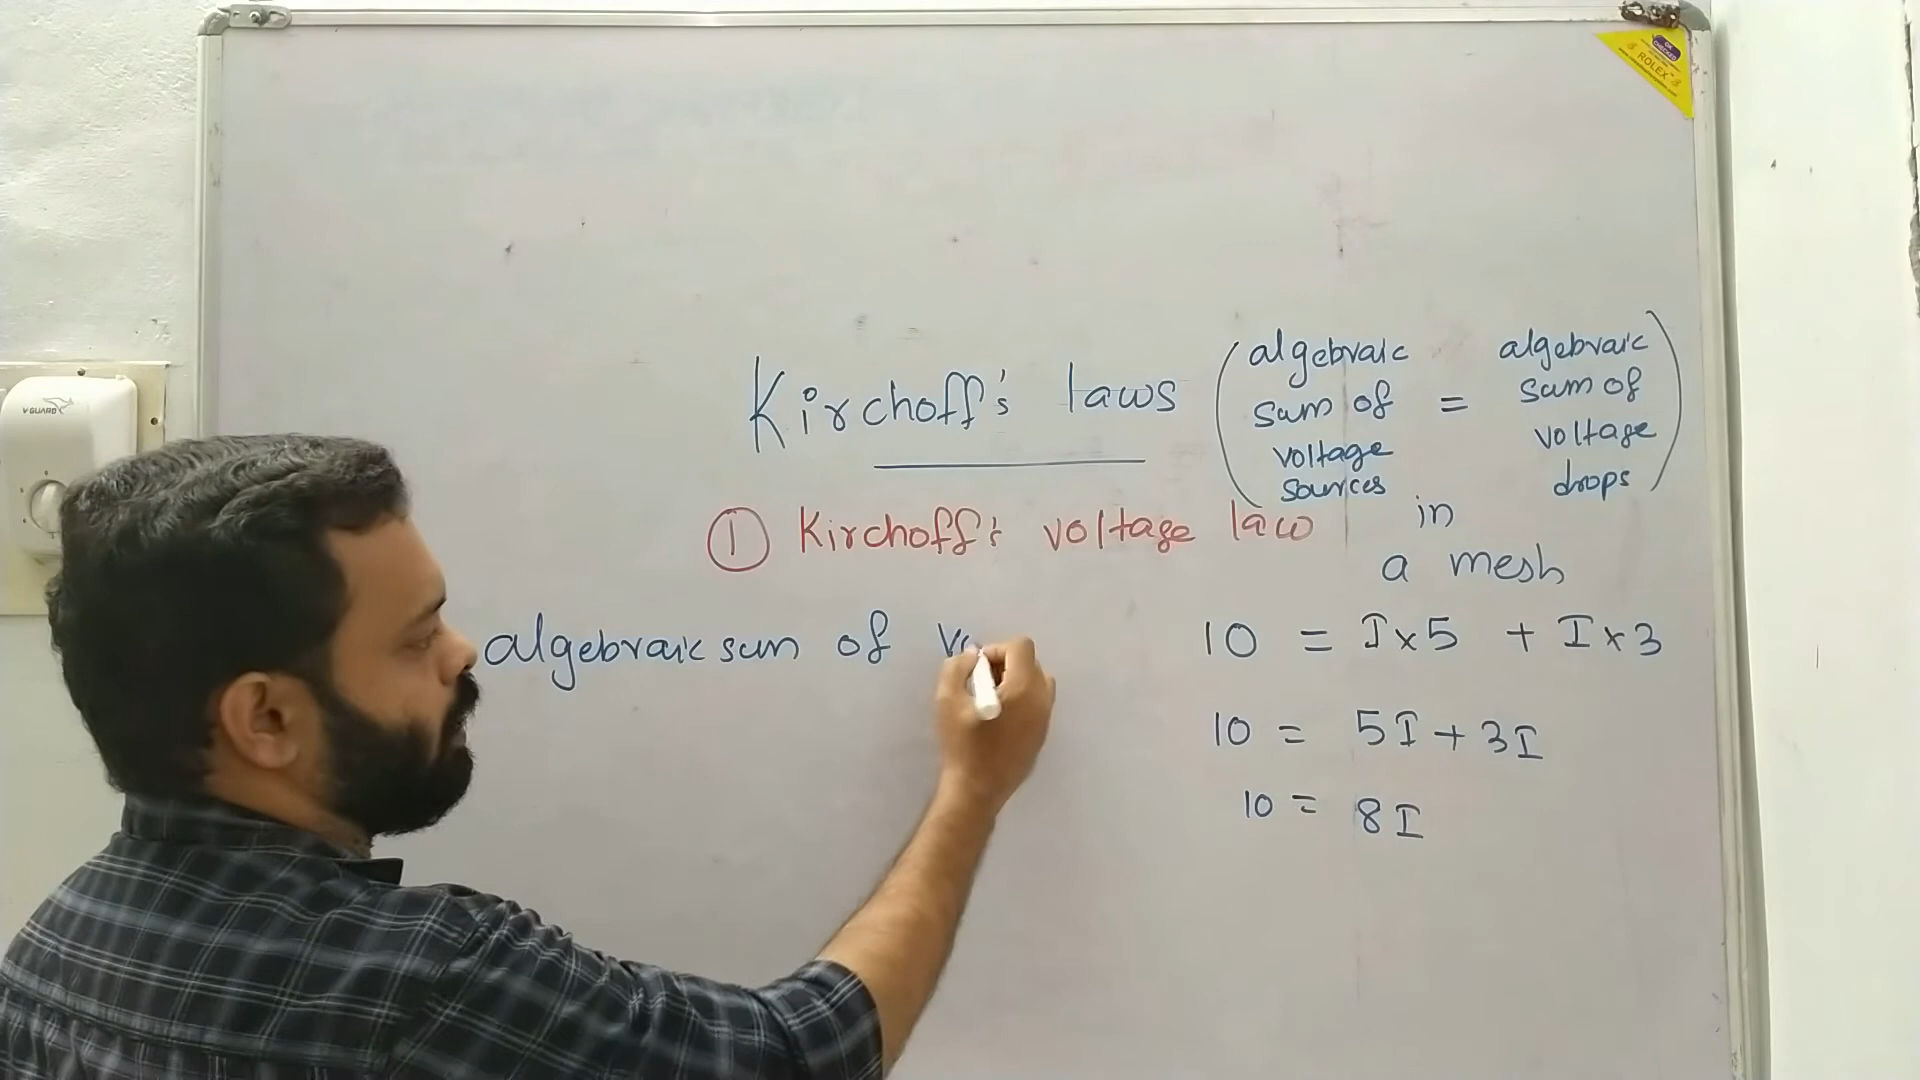 Kirchoff's laws
(algebraic sum of voltage sources = algebraic sum of voltage drops)
in
a mesh
① Kirchoff's voltage law
algebraic sum of Vo
10 = I×5 + I×3
10 = 5I + 3I
10 = 8I
V GUARD
ROLEX